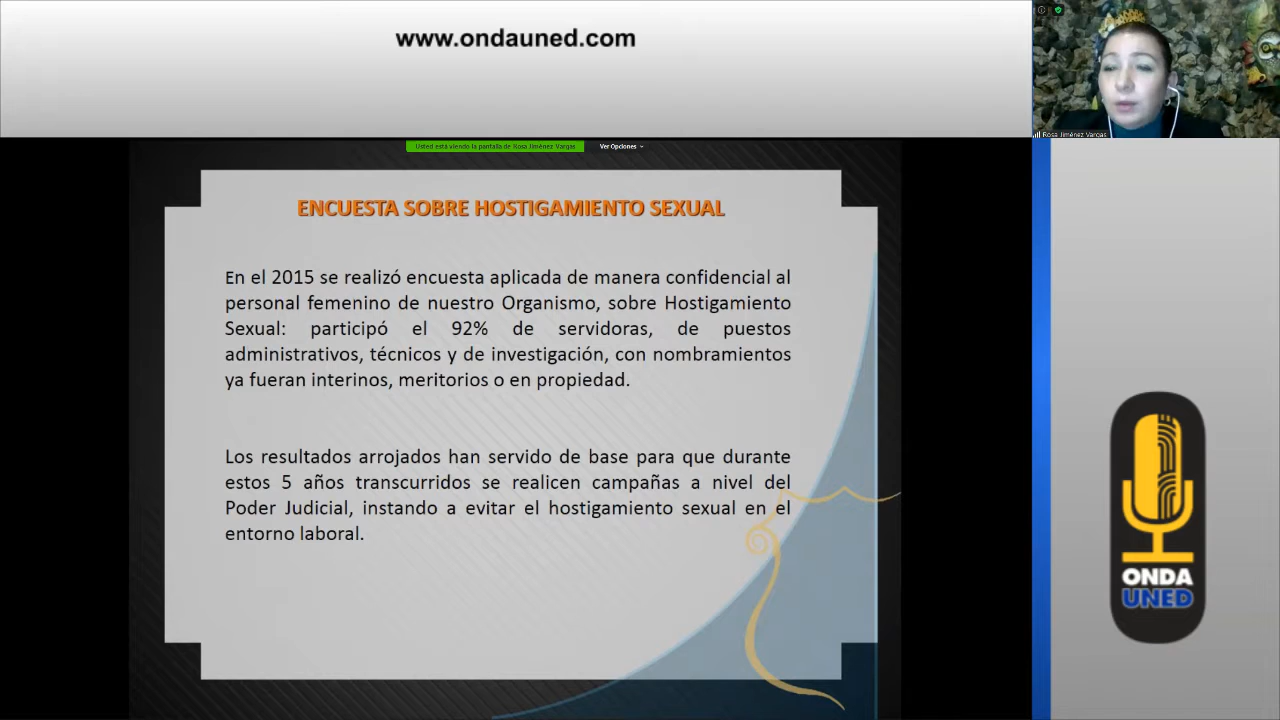 www.ondauned.com
Rosa Jiménez Vargas
Usted está viendo la pantalla de Rosa Jiménez Vargas
Ver Opciones
ENCUESTA SOBRE HOSTIGAMIENTO SEXUAL
En el 2015 se realizó encuesta aplicada de manera confidencial al
personal femenino de nuestro Organismo, sobre Hostigamiento
Sexual: participó el 92% de servidoras, de puestos
administrativos, técnicos y de investigación, con nombramientos
ya fueran interinos, meritorios o en propiedad.
Los resultados arrojados han servido de base para que durante
estos 5 años transcurridos se realicen campañas a nivel del
Poder Judicial, instando a evitar el hostigamiento sexual en el
entorno laboral.
ONDA
UNED